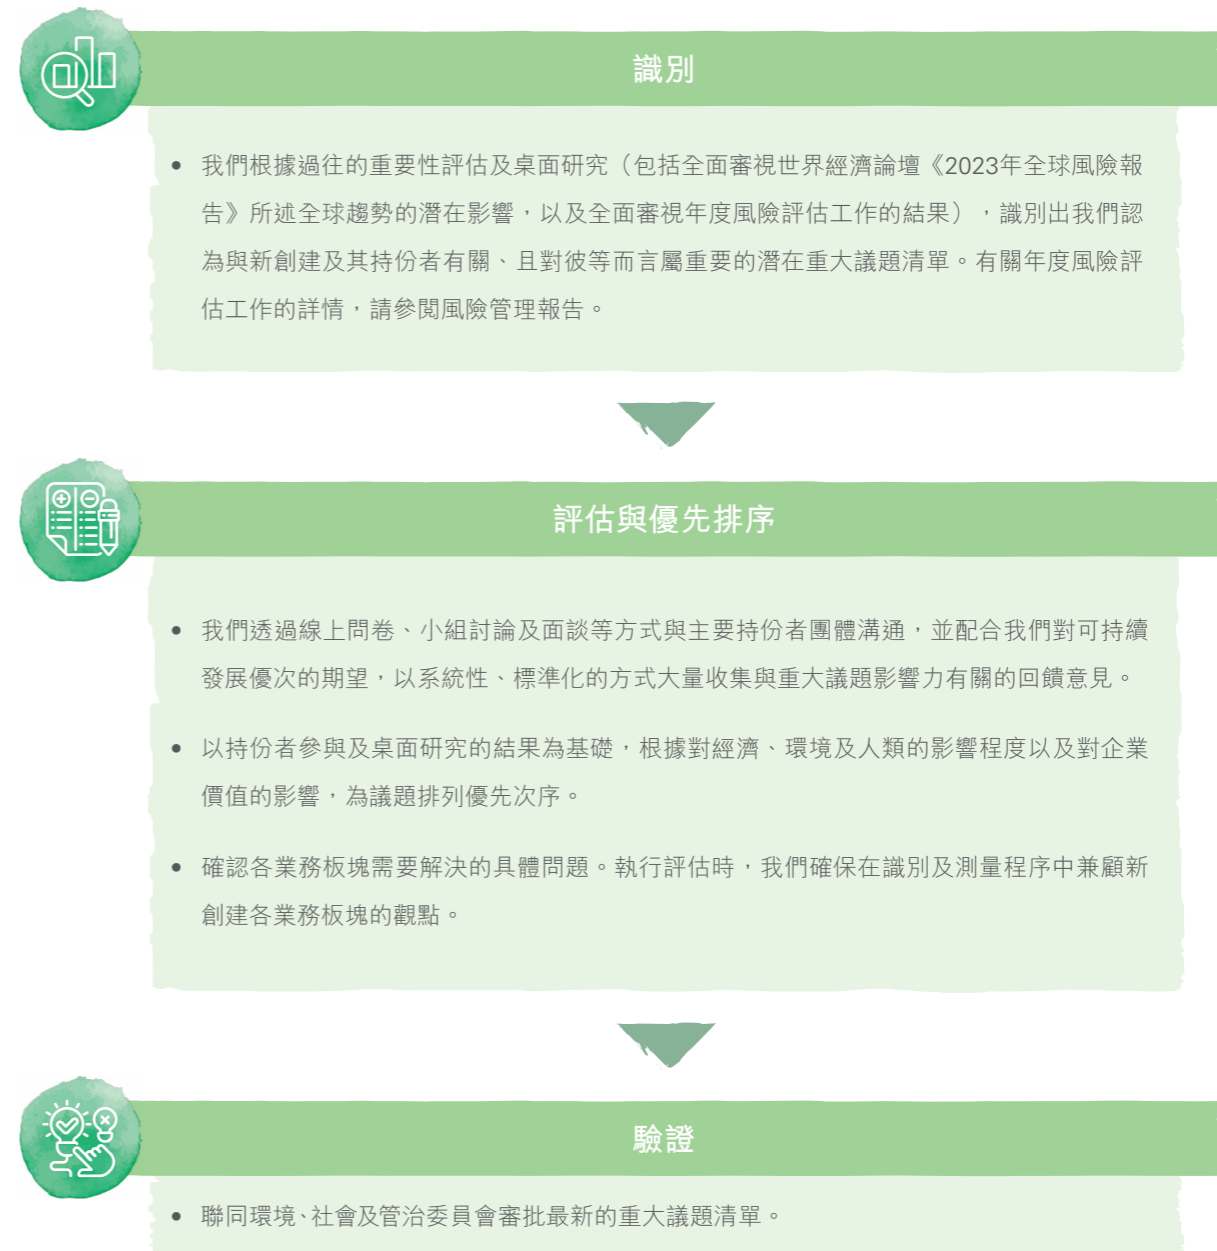 識別
• 我們根據過往的重要性評估及桌面研究（包括全面審視世界經濟論壇《2023年全球風險報
告》所述全球趨勢的潛在影響，以及全面審視年度風險評估工作的結果），識別出我們認
為與新創建及其持份者有關、且對彼等而言屬重要的潛在重大議題清單。有關年度風險評
估工作的詳情，請參閱風險管理報告。
評估與優先排序
• 我們透過線上問卷、小組討論及面談等方式與主要持份者團體溝通，並配合我們對可持續
發展優次的期望，以系統性、標準化的方式大量收集與重大議題影響力有關的回饋意見。
• 以持份者參與及桌面研究的結果為基礎，根據對經濟、環境及人類的影響程度以及對企業
價值的影響，為議題排列優先次序。
• 確認各業務板塊需要解決的具體問題。執行評估時，我們確保在識別及測量程序中兼顧新
創建各業務板塊的觀點。
驗證
• 聯同環境、社會及管治委員會審批最新的重大議題清單。